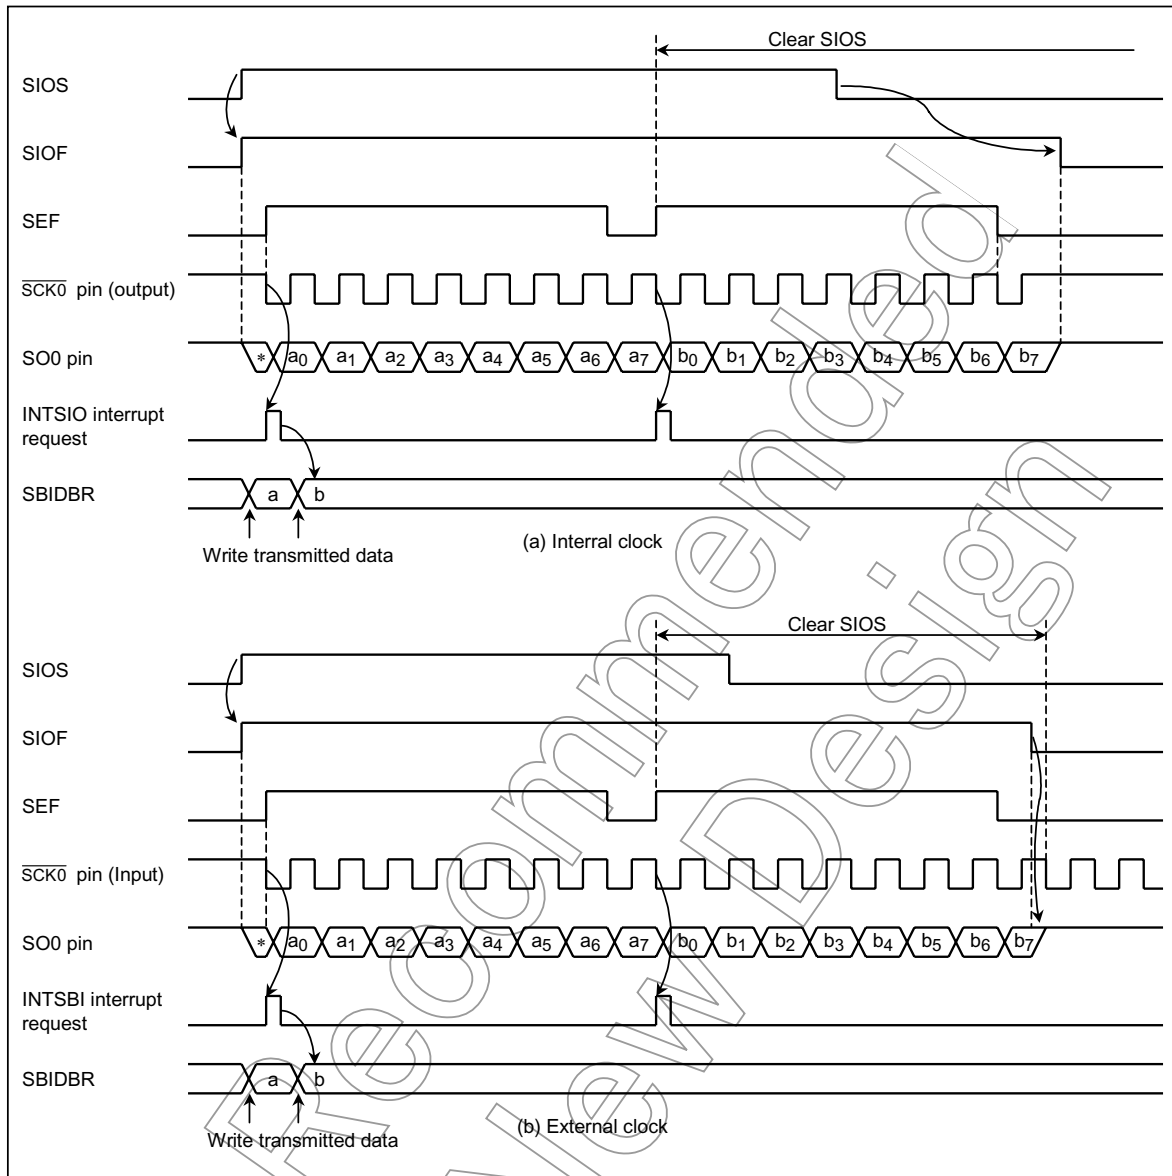 Clear SIOS
SIOS
SIOF
SEF
SCK0 pin (output)
SO0 pin
* a0 a1 a2 a3 a4 a5 a6 a7 b0 b1 b2 b3 b4 b5 b6 b7
INTSIO interrupt
request
SBIDBR
a b
Write transmitted data
(a) Interral clock
Clear SIOS
SIOS
SIOF
SEF
SCK0 pin (Input)
SO0 pin
* a0 a1 a2 a3 a4 a5 a6 a7 b0 b1 b2 b3 b4 b5 b6 b7
INTSBI interrupt
request
SBIDBR
a b
Write transmitted data
(b) External clock
Recommended
ew Design